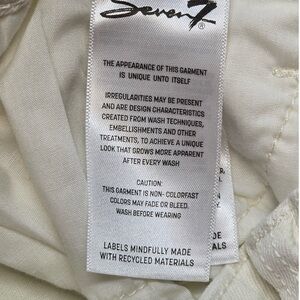 Seven7®
THE APPEARANCE OF THIS GARMENT
IS UNIQUE UNTO ITSELF
IRREGULARITIES MAY BE PRESENT
AND ARE DESIGN CHARACTERISTICS
CREATED FROM WASH TECHNIQUES,
EMBELLISHMENTS AND OTHER
TREATMENTS, TO ACHIEVE A UNIQUE
LOOK THAT GROWS MORE APPARENT
AFTER EVERY WASH
CAUTION:
THIS GARMENT IS NON- COLORFAST
COLORS MAY FADE OR BLEED.
WASH BEFORE WEARING
LABELS MINDFULLY MADE
WITH RECYCLED MATERIALS